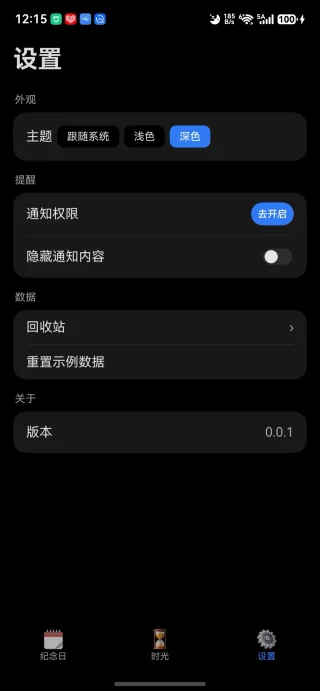 12:15 185 B/s 6 5A 100
设置
外观
主题 跟随系统 浅色 深色
提醒
通知权限 去开启
隐藏通知内容
数据
回收站
重置示例数据
关于
版本 0.0.1
纪念日 时光 设置